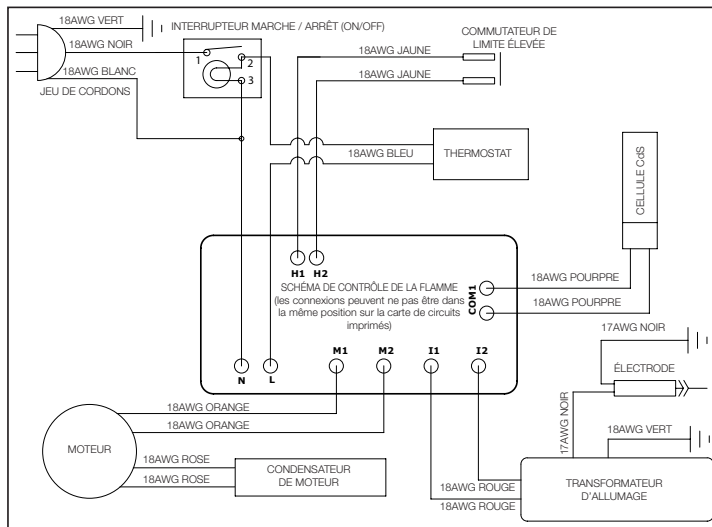 18AWG VERT
INTERRUPTEUR MARCHE / ARRÊT (ON/OFF)
18AWG NOIR
1
2
3
18AWG BLANC
JEU DE CORDONS
COMMUTATEUR DE
LIMITE ÉLEVÉE
18AWG JAUNE
18AWG JAUNE
18AWG BLEU
THERMOSTAT
CELLULE CdS
H1
H2
SCHÉMA DE CONTRÔLE DE LA FLAMME
(les connexions peuvent ne pas être dans
la même position sur la carte de circuits
imprimés)
COM1
18AWG POURPRE
18AWG POURPRE
N
L
M1
M2
I1
I2
17AWG NOIR
ÉLECTRODE
17AWG NOIR
18AWG VERT
18AWG ORANGE
18AWG ORANGE
MOTEUR
18AWG ROSE
18AWG ROSE
CONDENSATEUR
DE MOTEUR
18AWG ROUGE
18AWG ROUGE
TRANSFORMATEUR
D'ALLUMAGE